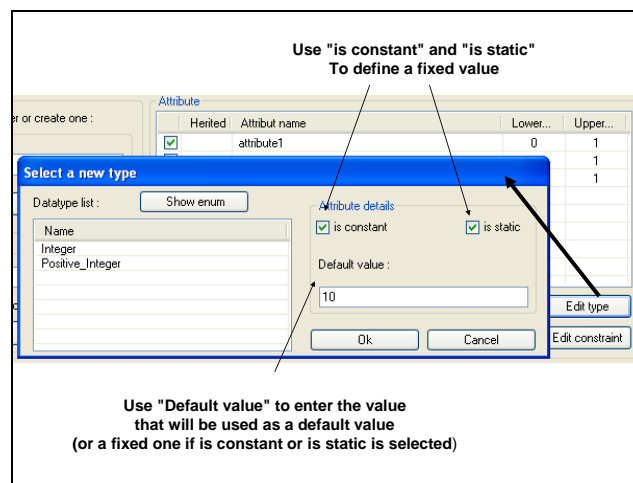 Use "is constant" and "is static"
To define a fixed value
Attribute
er or create one :
Herited Attribut name Lower... Upper...
attribute1 0 1
1
1
Select a new type
Datatype list : Show enum
Attribute details
Name
is constant is static
Integer
Positive_Integer
Default value :
10
Edit type
Ok Cancel Edit constraint
Use "Default value" to enter the value
that will be used as a default value
(or a fixed one if is constant or is static is selected)